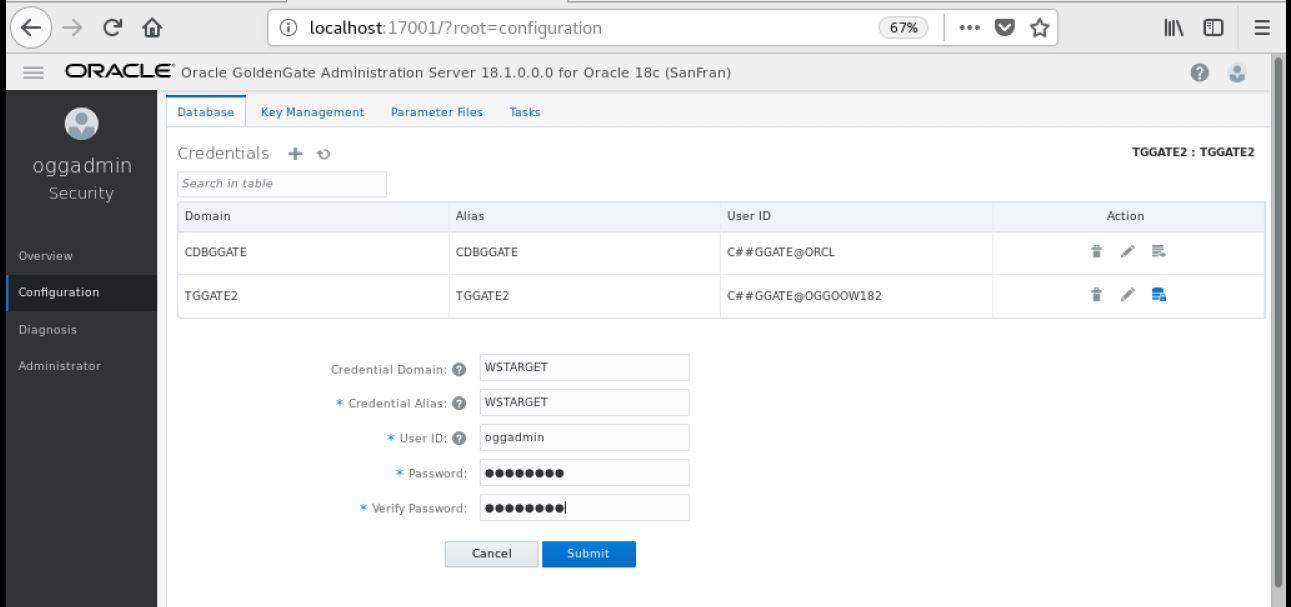 localhost:17001/?root=configuration 67%
ORACLE Oracle GoldenGate Administration Server 18.1.0.0.0 for Oracle 18c (SanFran)
oggadmin
Security
Overview
Configuration
Diagnosis
Administrator
Database Key Management Parameter Files Tasks
Credentials TGGATE2 : TGGATE2
Search in table
Domain Alias User ID Action
CDBGGATE CDBGGATE C##GGATE@ORCL
TGGATE2 TGGATE2 C##GGATE@OGGOOW182
Credential Domain: WSTARGET
* Credential Alias: WSTARGET
* User ID: oggadmin
* Password: ●●●●●●●●
* Verify Password: ●●●●●●●●
Cancel Submit